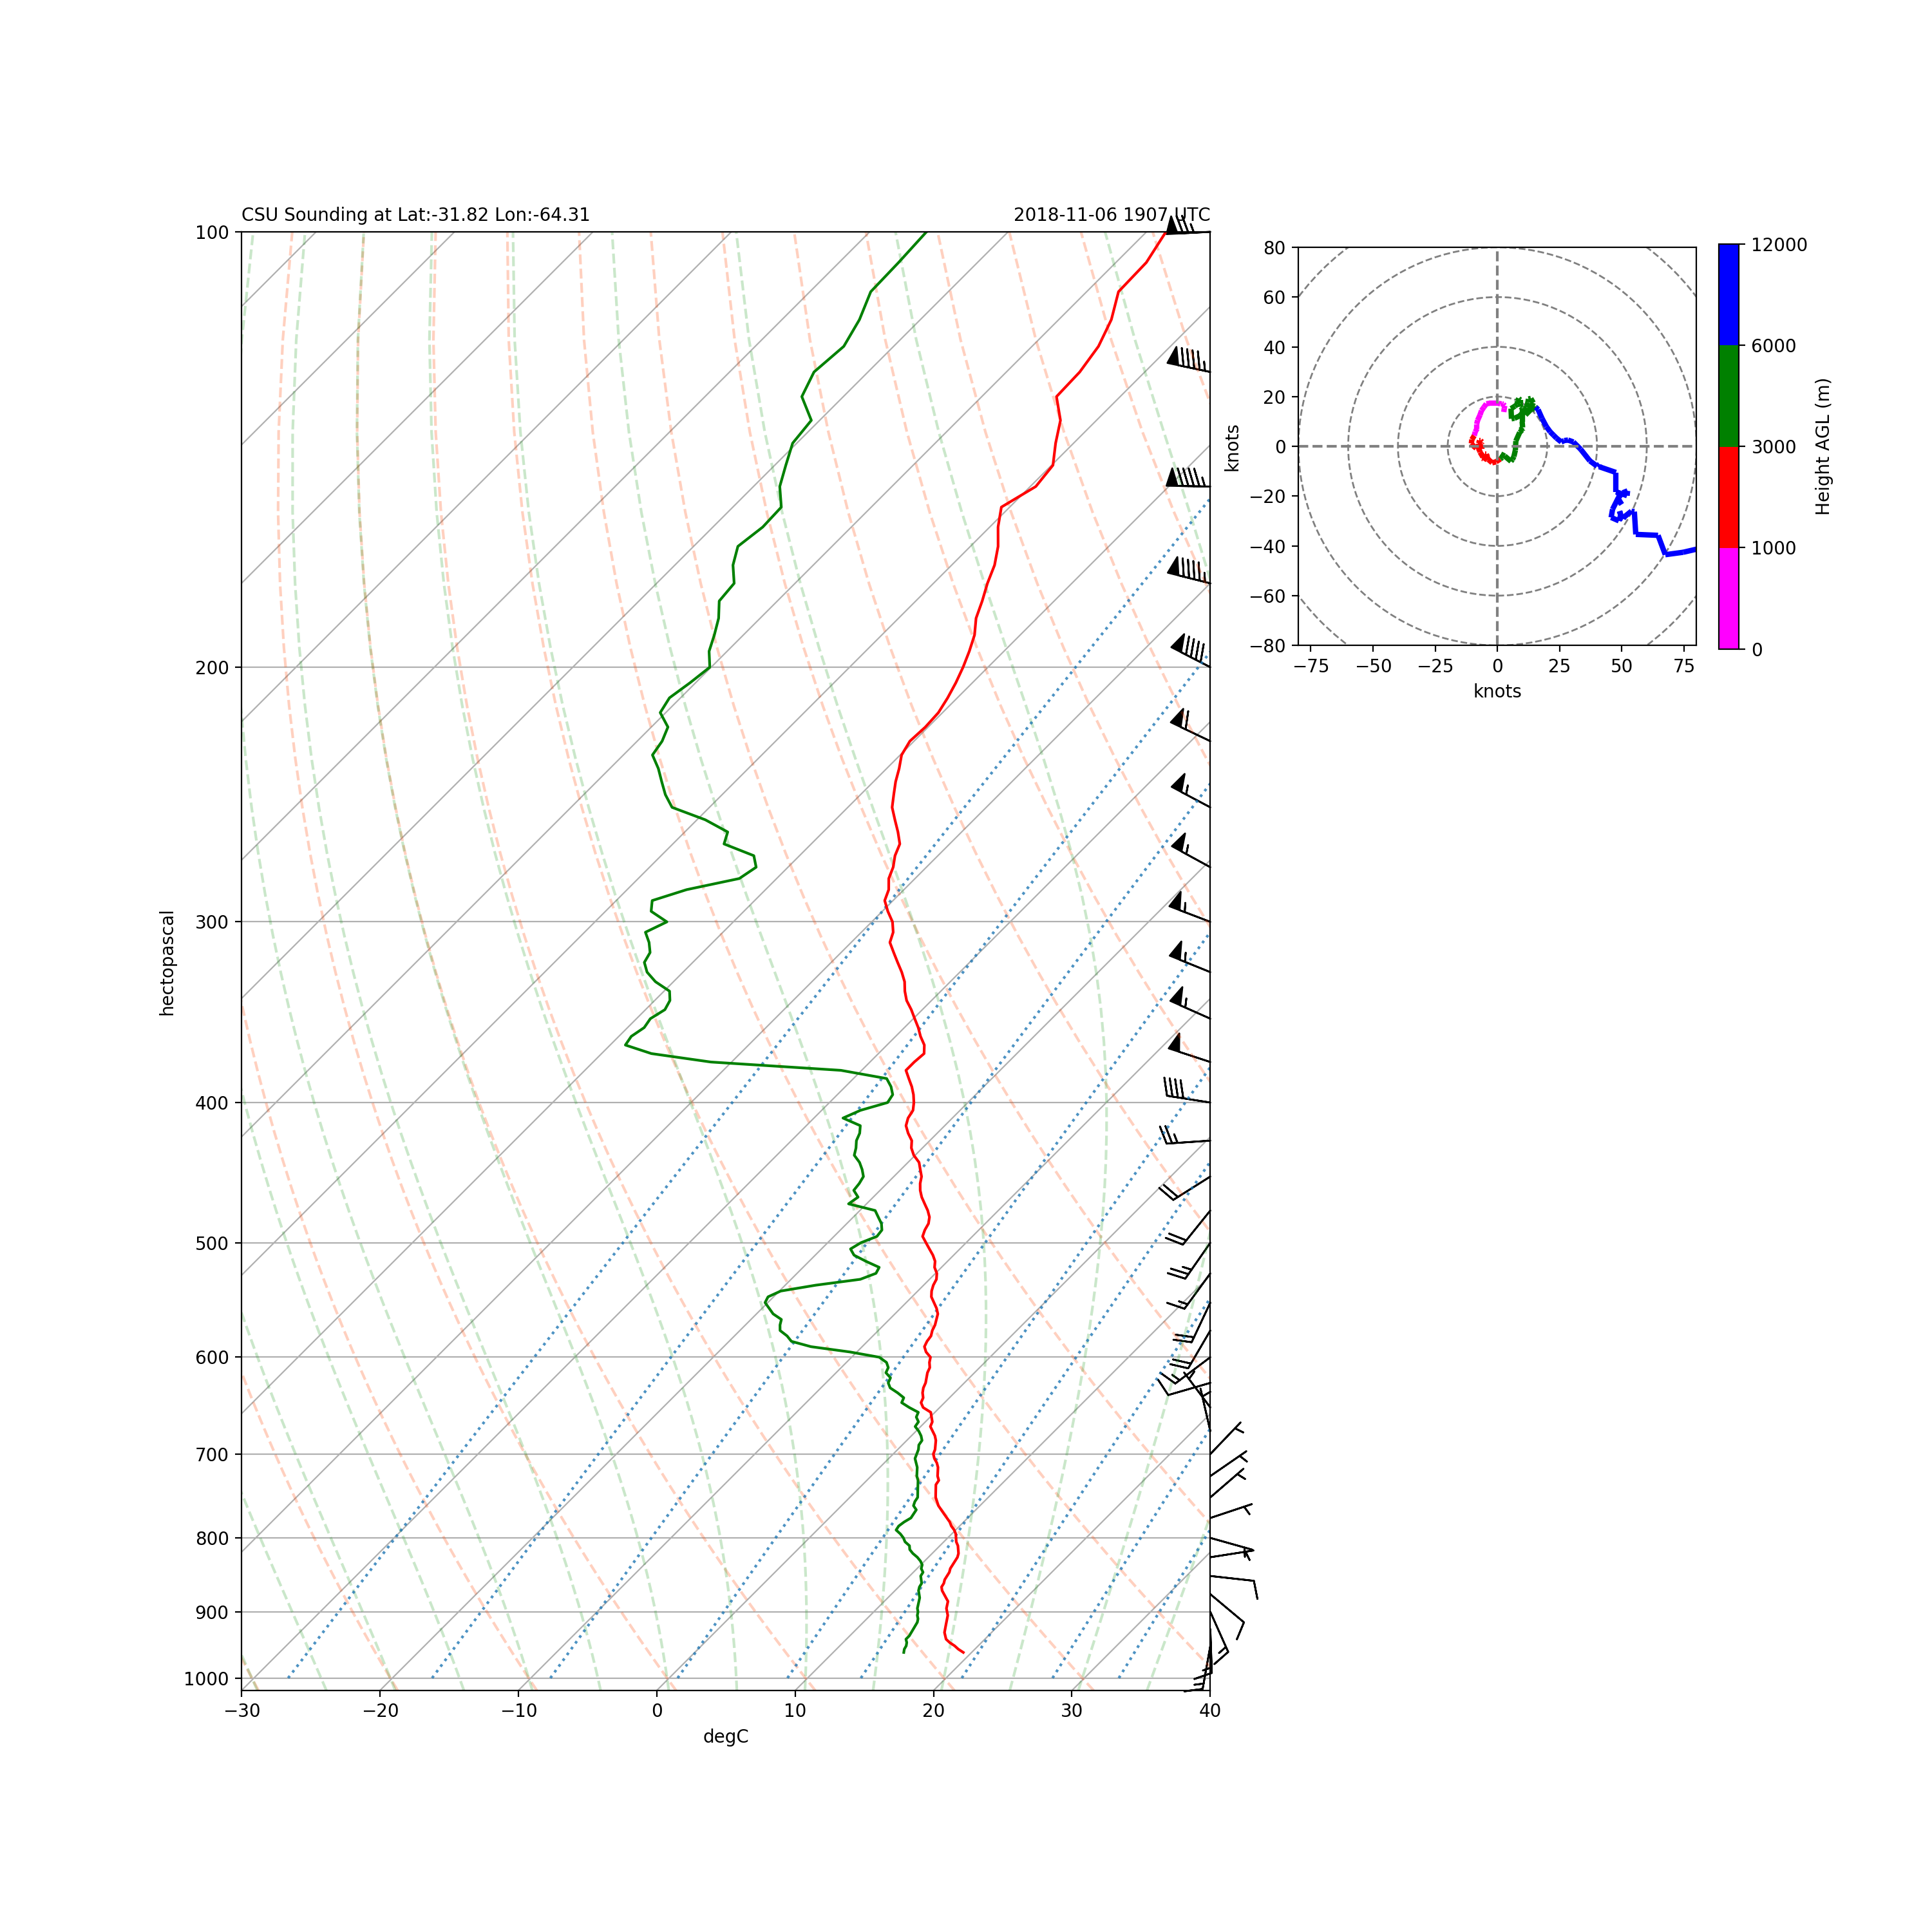 CSU Sounding at Lat:-31.82 Lon:-64.31
2018-11-06 1907 UTC
100
200
300
400
500
600
700
800
900
1000
hectopascal
−30 −20 −10 0 10 20 30 40
degC
80
60
40
20
0
−20
−40
−60
−80
knots
−75 −50 −25 0 25 50 75
knots
12000
6000
3000
1000
0
Height AGL (m)